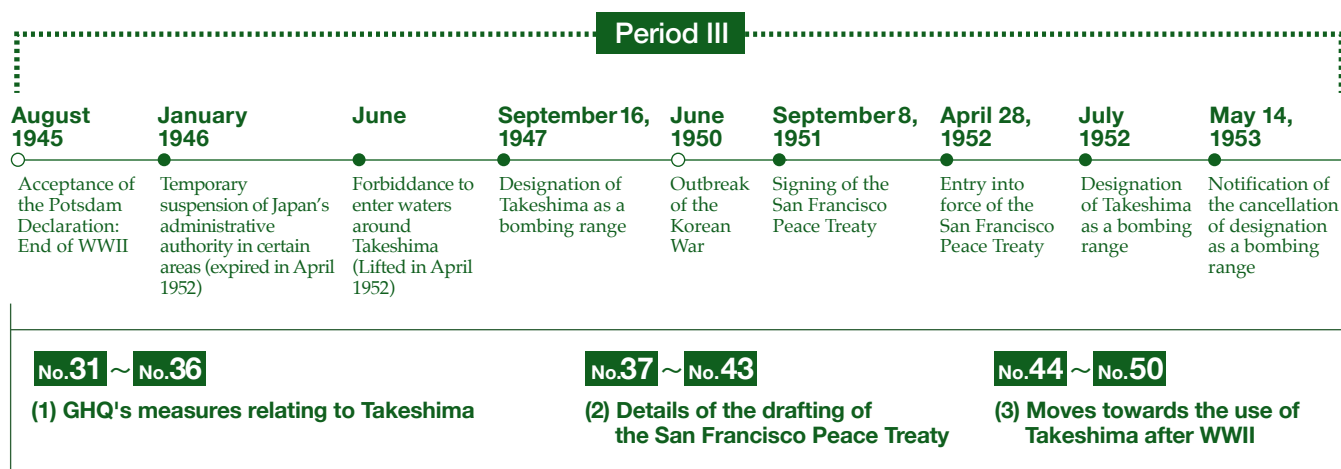 Period III
August
1945
Acceptance of
the Potsdam
Declaration:
End of WWII
January
1946
Temporary
suspension of Japan's
administrative
authority in certain
areas (expired in April
1952)
June
Forbiddance to
enter waters
around
Takeshima
(Lifted in April
1952)
September 16,
1947
Designation of
Takeshima as a
bombing range
June
1950
Outbreak
of the
Korean
War
September 8,
1951
Signing of the
San Francisco
Peace Treaty
April 28,
1952
Entry into
force of the
San Francisco
Peace Treaty
July
1952
Designation
of Takeshima
as a bombing
range
May 14,
1953
Notification of
the cancellation
of designation
as a bombing
range
No.31 ~ No.36
(1) GHQ's measures relating to Takeshima
No.37 ~ No.43
(2) Details of the drafting of
the San Francisco Peace Treaty
No.44 ~ No.50
(3) Moves towards the use of
Takeshima after WWII